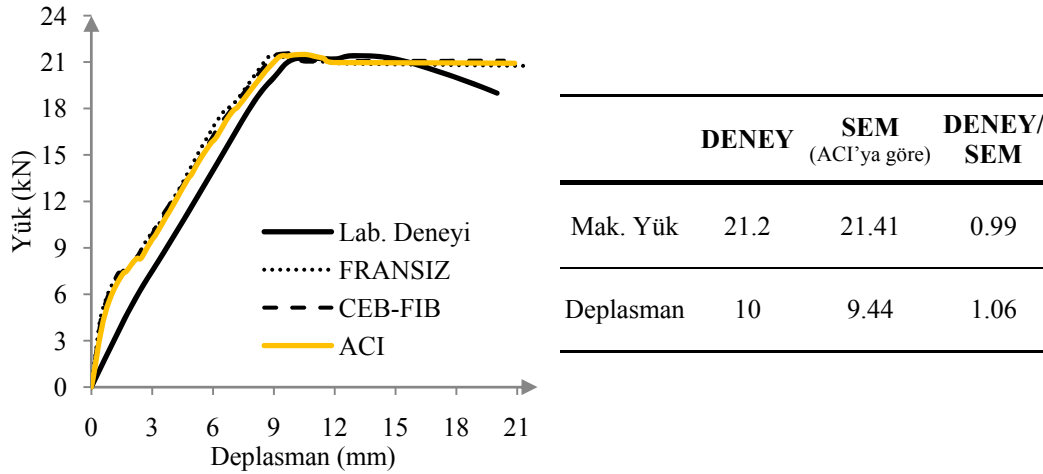 24
21
18
15
12
9
6
3
0
Yük (kN)
Lab. Deneyi
FRANSIZ
CEB-FIB
ACI
0 3 6 9 12 15 18 21
Deplasman (mm)
DENEY SEM DENEY/
(ACI'ya göre) SEM
Mak. Yük 21.2 21.41 0.99
Deplasman 10 9.44 1.06